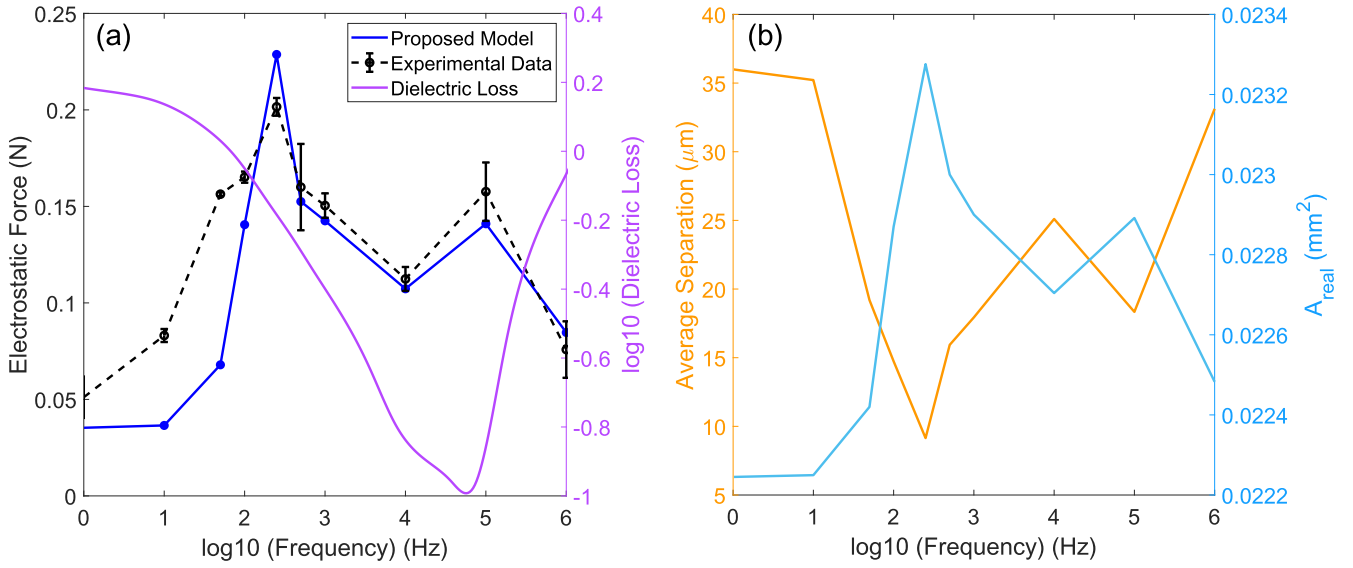 (a)
Proposed Model
Experimental Data
Dielectric Loss
Electrostatic Force (N)
0.25
0.2
0.15
0.1
0.05
0
0.4
0.2
0
-0.2
-0.4
-0.6
-0.8
-1
log10 (Dielectric Loss)
0 1 2 3 4 5 6
log10 (Frequency) (Hz)
(b)
Average Separation (μm)
40
35
30
25
20
15
10
5
0.0234
0.0232
0.023
0.0228
0.0226
0.0224
0.0222
A_real (mm²)
0 1 2 3 4 5 6
log10 (Frequency) (Hz)